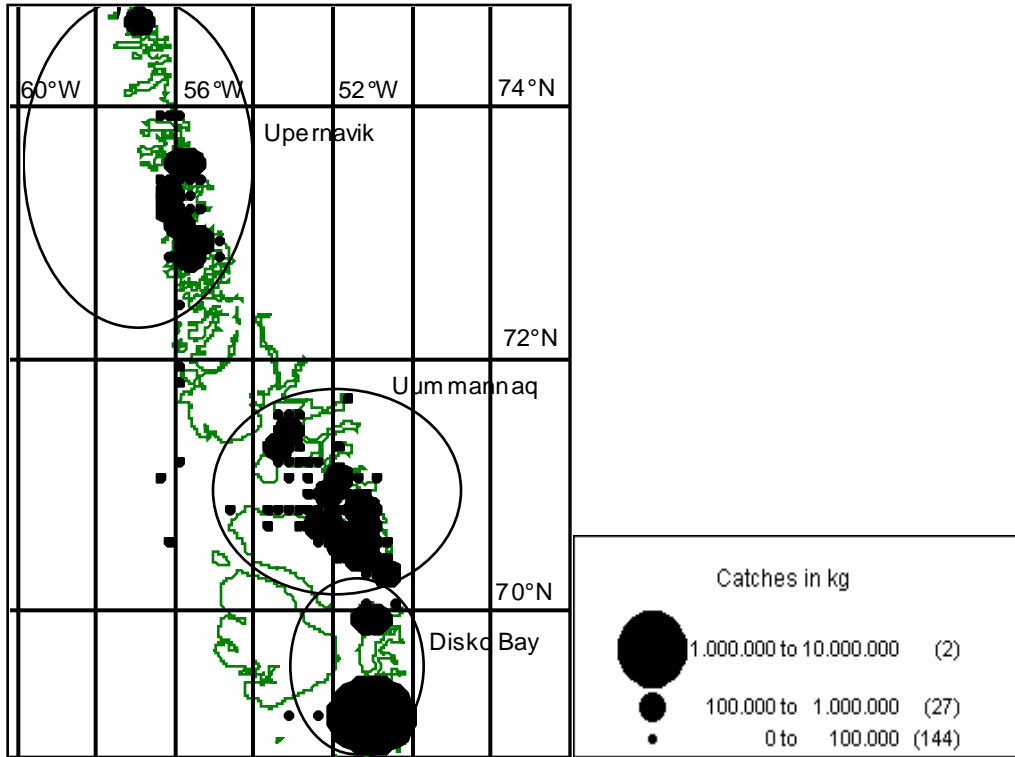 60°W 56°W 52°W 74°N
Upernavik
72°N
Uummannaq
70°N
Disko Bay
Catches in kg
1.000.000 to 10.000.000 (2)
100.000 to 1.000.000 (27)
0 to 100.000 (144)